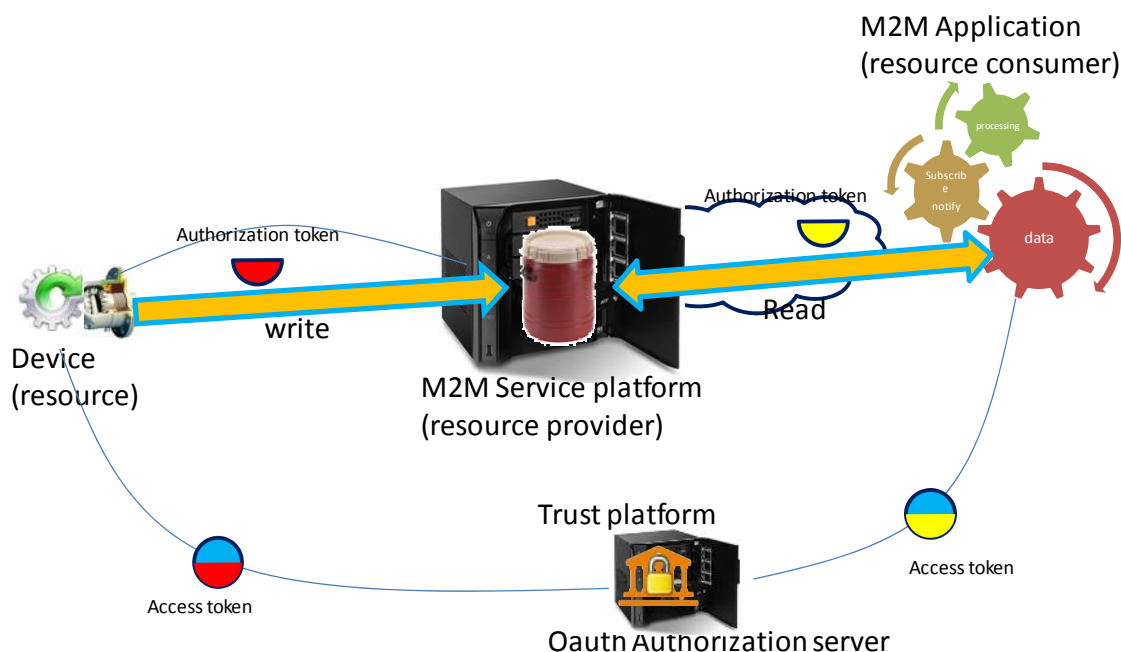 M2M Application
(resource consumer)
processing
Subscrib
e
notify
data
Authorization token
Authorization token
write
Read
Device
(resource)
M2M Service platform
(resource provider)
Trust platform
Access token
Access token
Oauth Authorization server